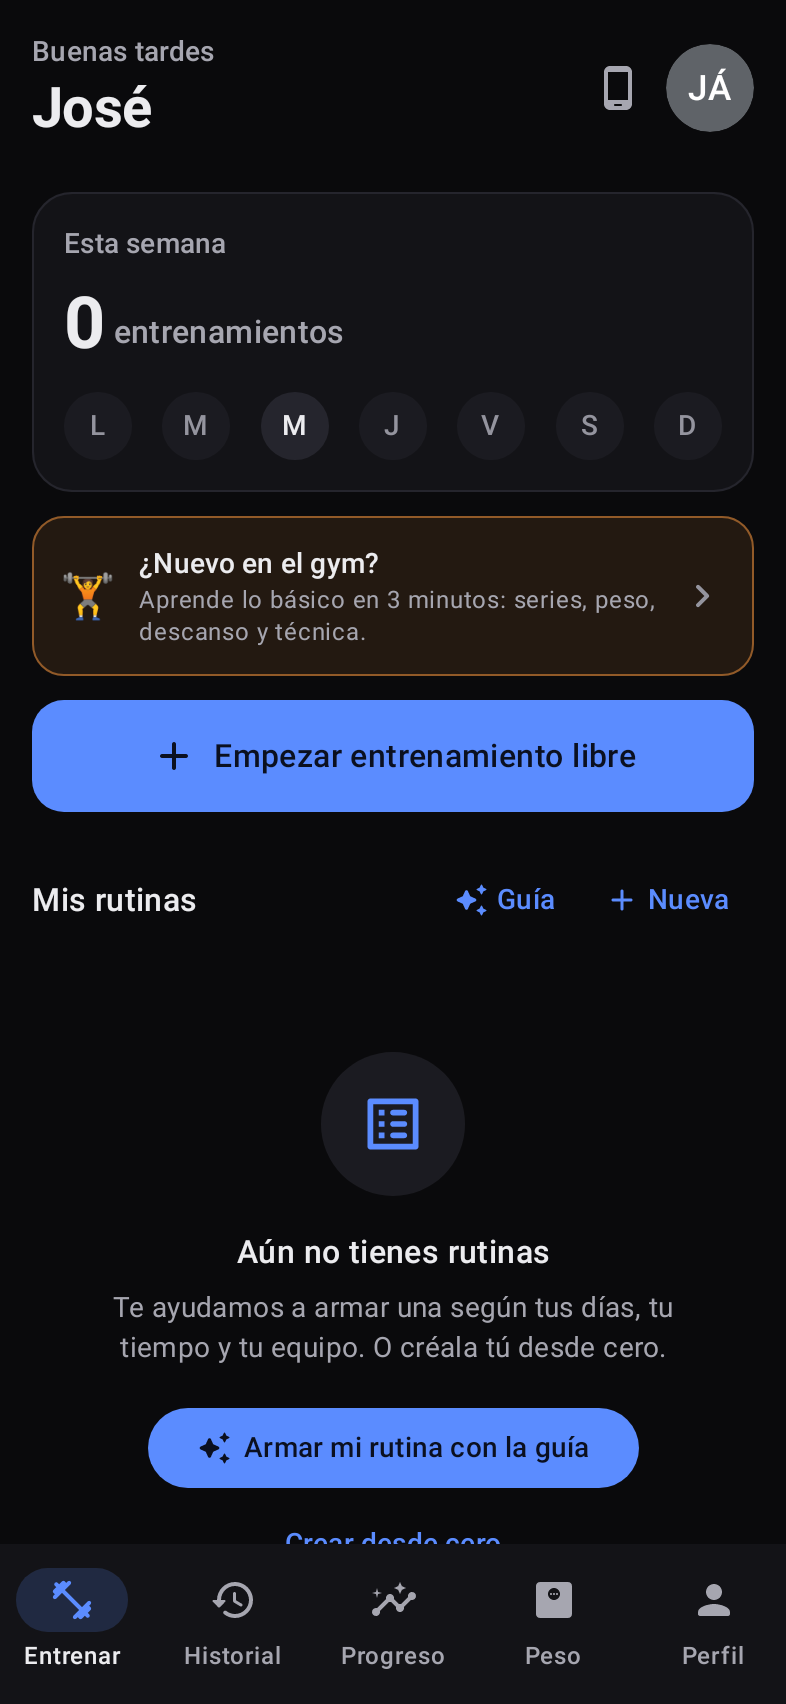 Buenas tardes
José
JÁ
Esta semana
0 entrenamientos
L M M J V S D
¿Nuevo en el gym?
Aprende lo básico en 3 minutos: series, peso,
descanso y técnica.
Empezar entrenamiento libre
Mis rutinas
Guía
Nueva
Aún no tienes rutinas
Te ayudamos a armar una según tus días, tu
tiempo y tu equipo. O créala tú desde cero.
Armar mi rutina con la guía
Crear desde cero
Entrenar
Historial
Progreso
Peso
Perfil